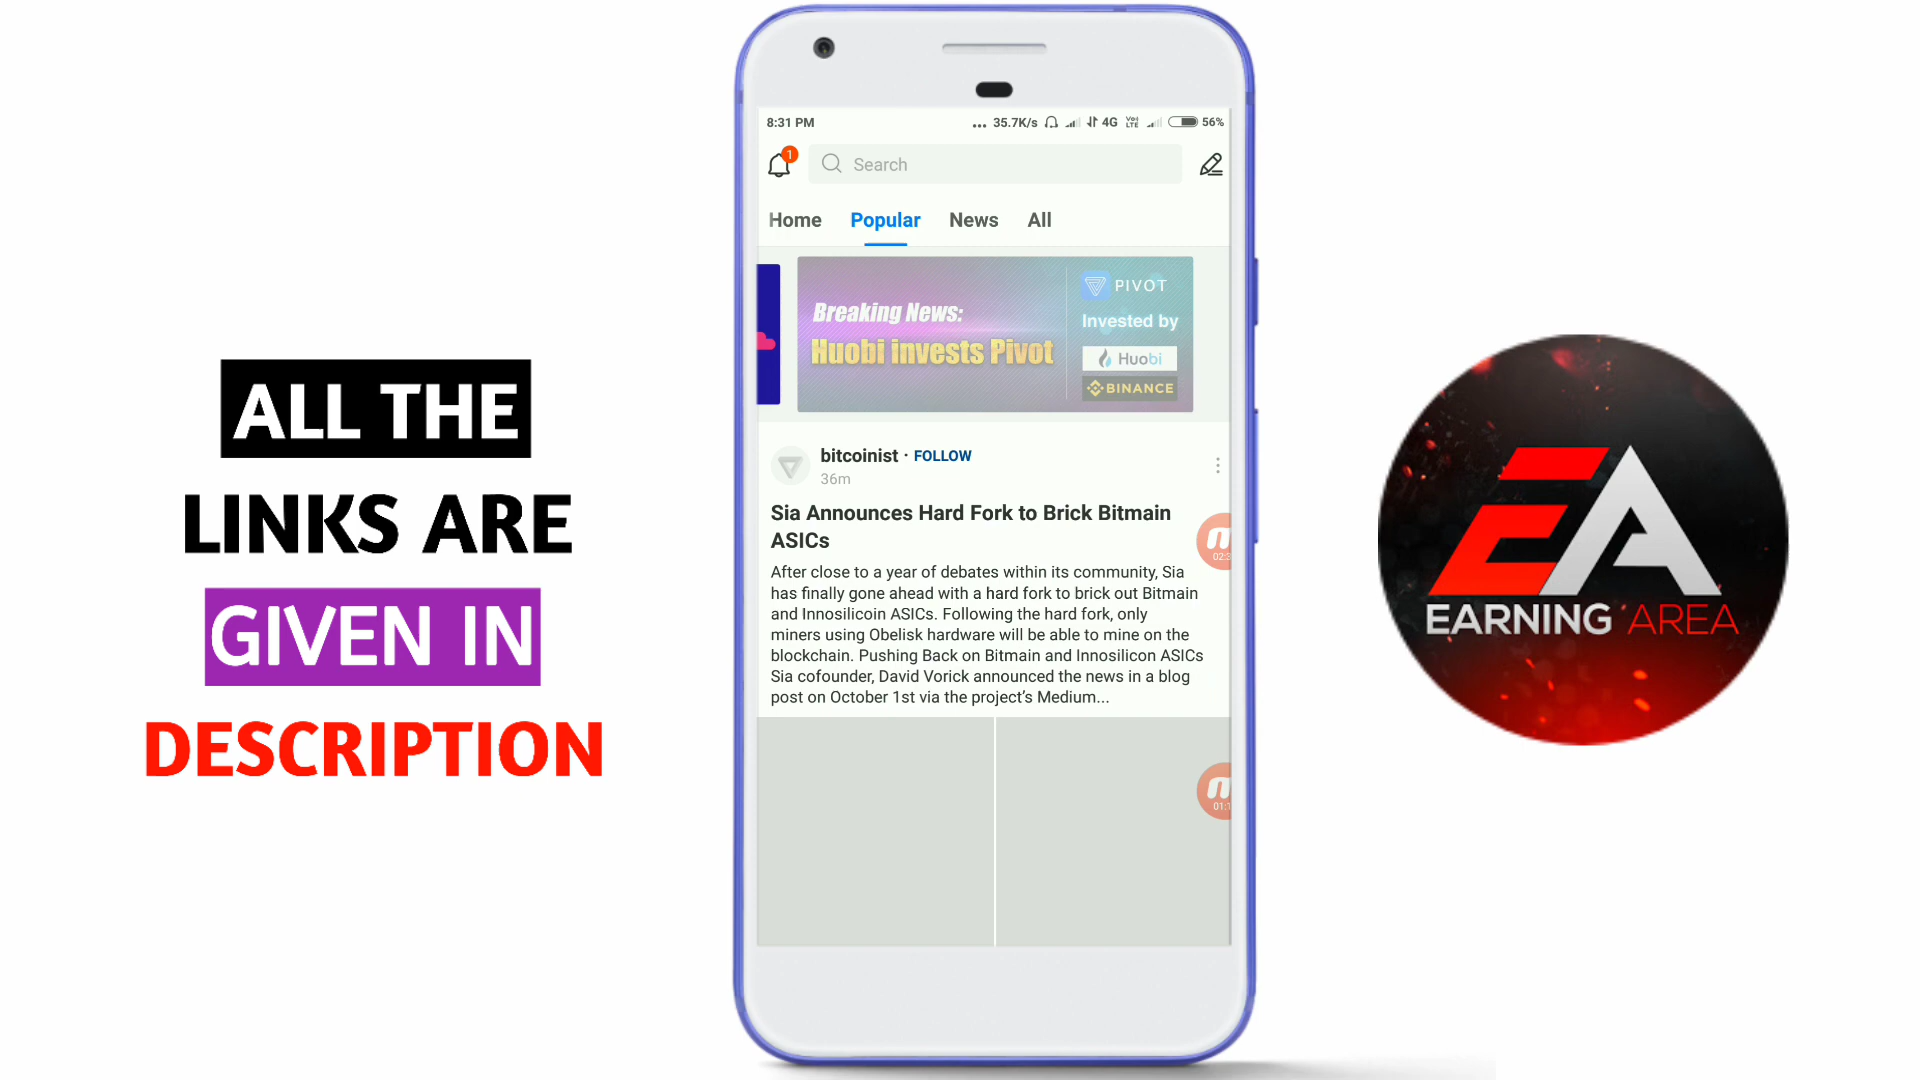 ALL THE
LINKS ARE
GIVEN IN
DESCRIPTION
8:31 PM
... 35.7K/s 4G VoLTE 56%
1
Search
Home Popular News All
Breaking News:
Huobi invests Pivot
PIVOT
Invested by
Huobi
BINANCE
bitcoinist · FOLLOW
36m
Sia Announces Hard Fork to Brick Bitmain
ASICs
After close to a year of debates within its community, Sia
has finally gone ahead with a hard fork to brick out Bitmain
and Innosilicoin ASICs. Following the hard fork, only
miners using Obelisk hardware will be able to mine on the
blockchain. Pushing Back on Bitmain and Innosilicon ASICs
Sia cofounder, David Vorick announced the news in a blog
post on October 1st via the project's Medium...
EA
EARNING AREA